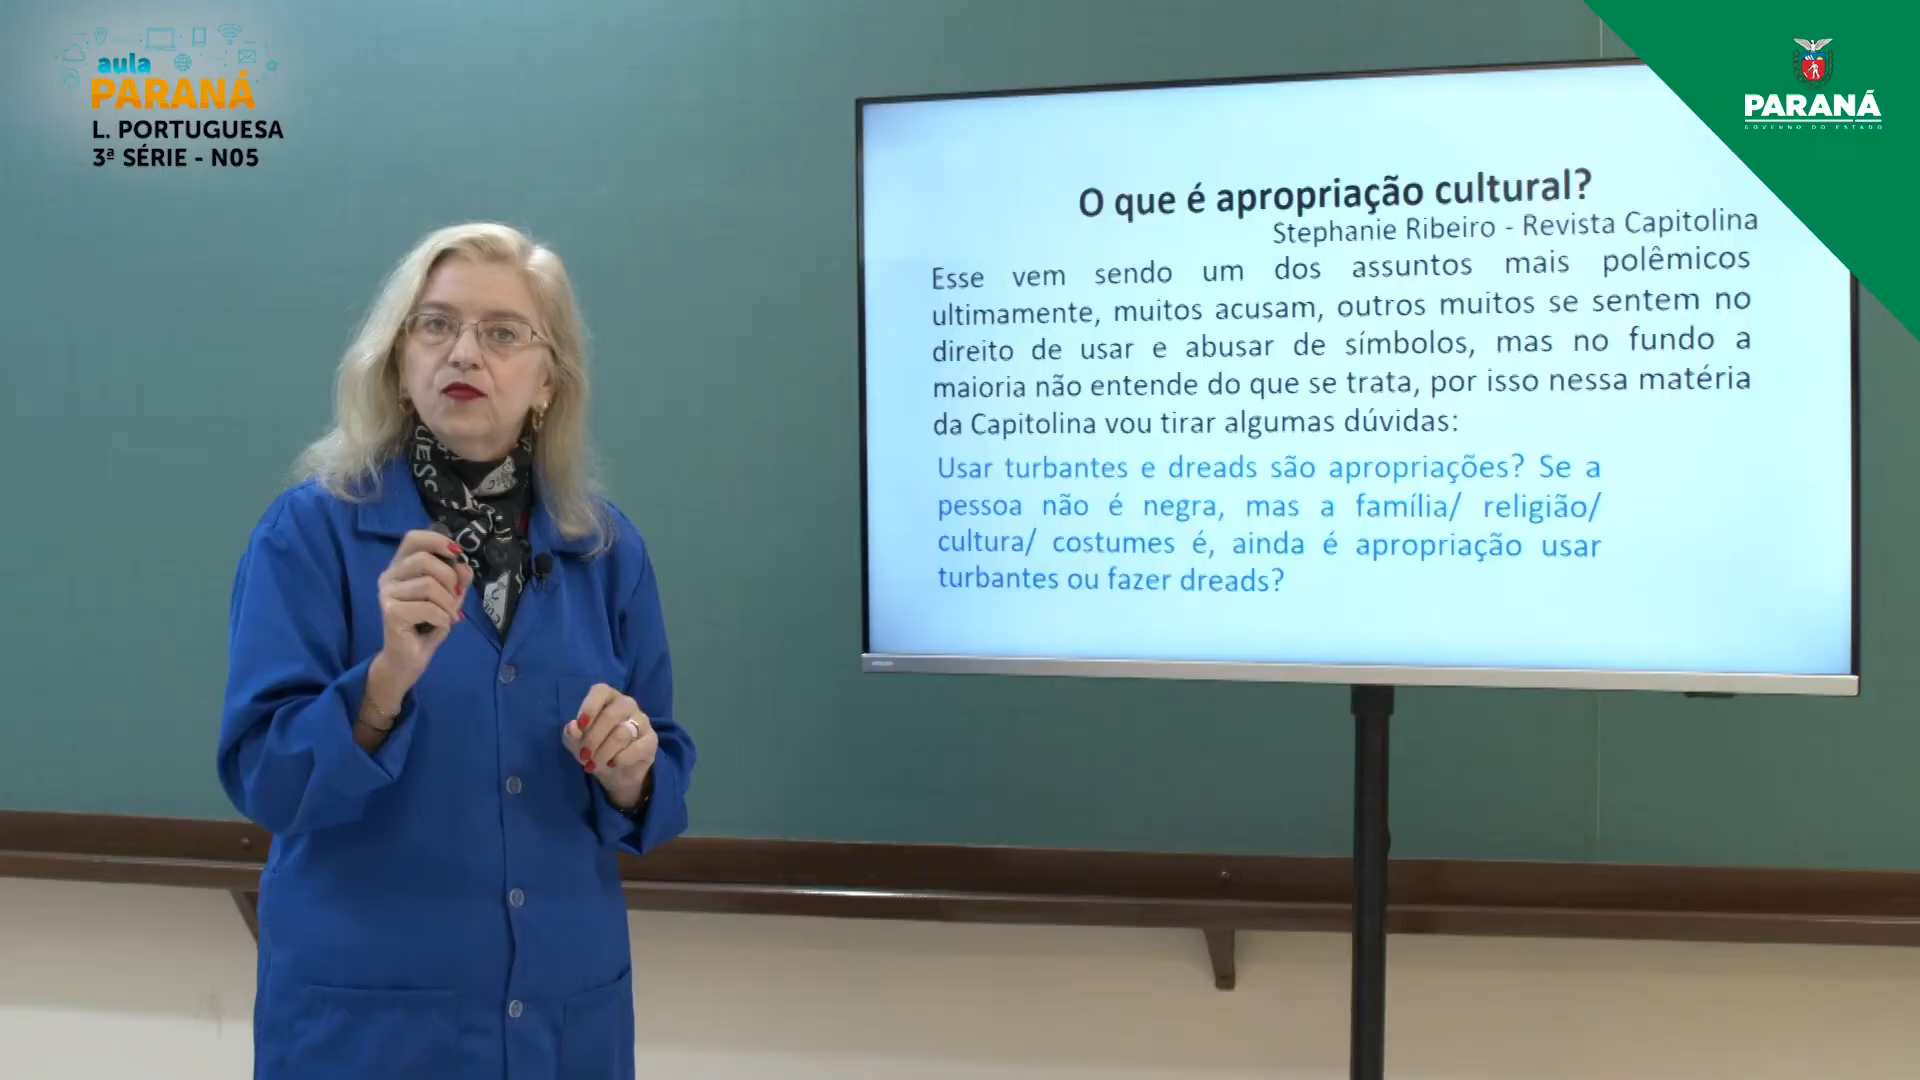 aula
PARANÁ
L. PORTUGUESA
3ª SÉRIE - N05
PARANÁ
GOVERNO DO ESTADO
O que é apropriação cultural?
Stephanie Ribeiro - Revista Capitolina
Esse vem sendo um dos assuntos mais polêmicos
ultimamente, muitos acusam, outros muitos se sentem no
direito de usar e abusar de símbolos, mas no fundo a
maioria não entende do que se trata, por isso nessa matéria
da Capitolina vou tirar algumas dúvidas:
Usar turbantes e dreads são apropriações? Se a
pessoa não é negra, mas a família/ religião/
cultura/ costumes é, ainda é apropriação usar
turbantes ou fazer dreads?